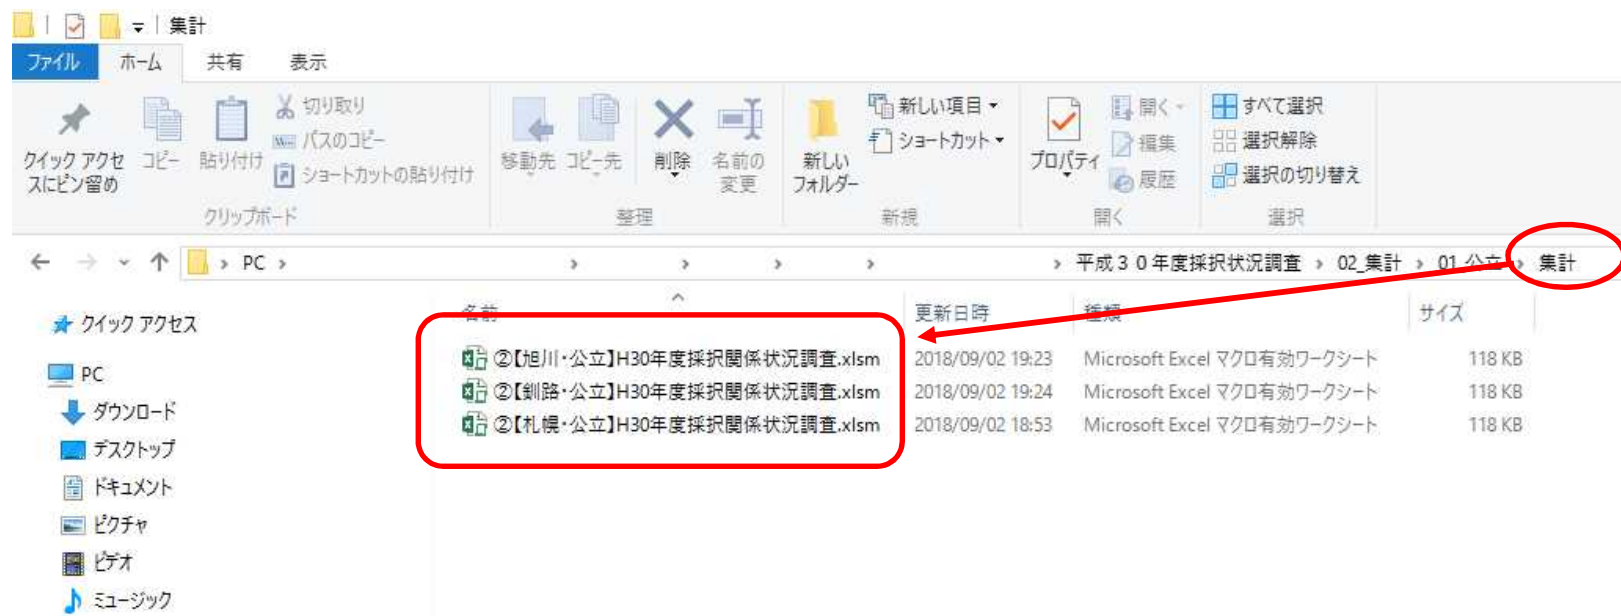 集計
ファイル ホーム 共有 表示
クイック アクセスにピン留め
コピー
貼り付け
切り取り
パスのコピー
ショートカットの貼り付け
クリップボード
移動先
コピー先
削除
名前の変更
整理
新しいフォルダー
新しい項目
ショートカット
新規
プロパティ
開く
編集
履歴
開く
すべて選択
選択解除
選択の切り替え
選択
PC › › › › › › 平成30年度採択状況調査 › 02_集計 › 01_公立 › 集計
名前 更新日時 種類 サイズ
②【旭川・公立】H30年度採択関係状況調査.xlsm 2018/09/02 19:23 Microsoft Excel マクロ有効ワークシート 118 KB
②【釧路・公立】H30年度採択関係状況調査.xlsm 2018/09/02 19:24 Microsoft Excel マクロ有効ワークシート 118 KB
②【札幌・公立】H30年度採択関係状況調査.xlsm 2018/09/02 18:53 Microsoft Excel マクロ有効ワークシート 118 KB
クイック アクセス
PC
ダウンロード
デスクトップ
ドキュメント
ピクチャ
ビデオ
ミュージック